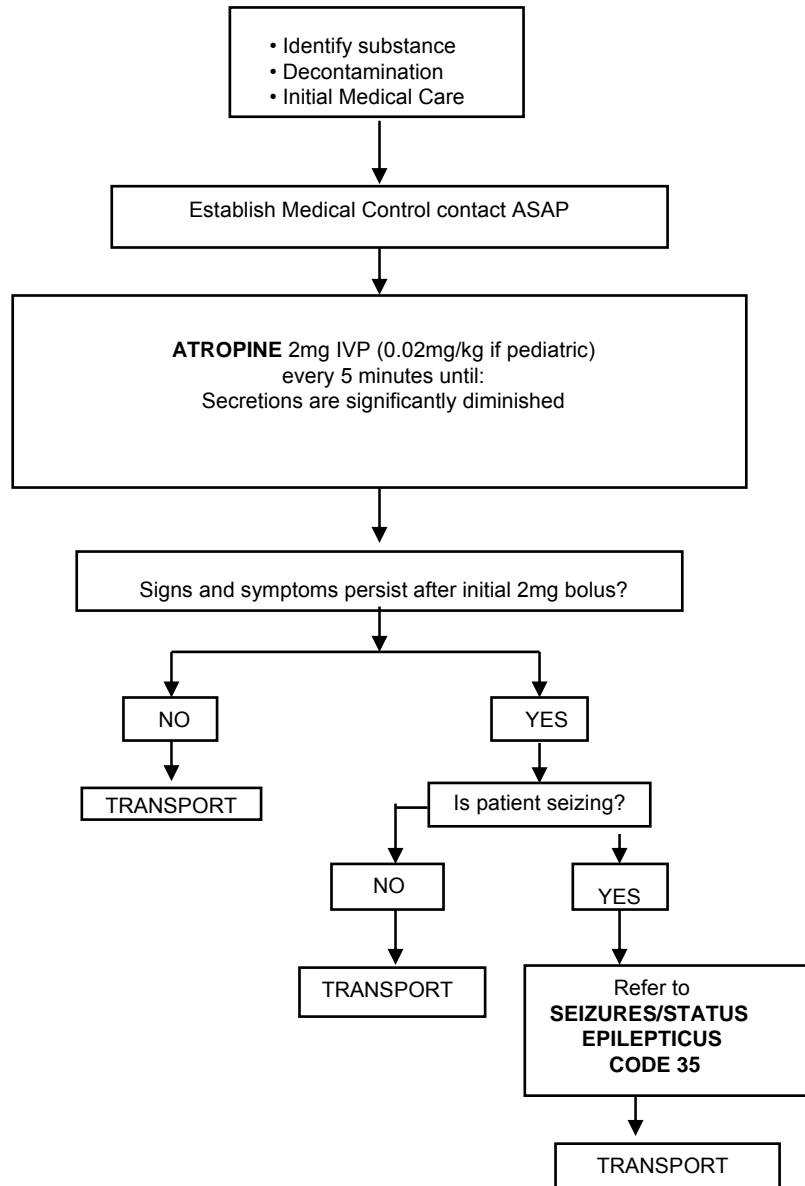 • Identify substance
• Decontamination
• Initial Medical Care
Establish Medical Control contact ASAP
ATROPINE 2mg IVP (0.02mg/kg if pediatric)
every 5 minutes until:
Secretions are significantly diminished
Signs and symptoms persist after initial 2mg bolus?
NO
YES
TRANSPORT
Is patient seizing?
NO
YES
TRANSPORT
Refer to
SEIZURES/STATUS
EPILEPTICUS
CODE 35
TRANSPORT